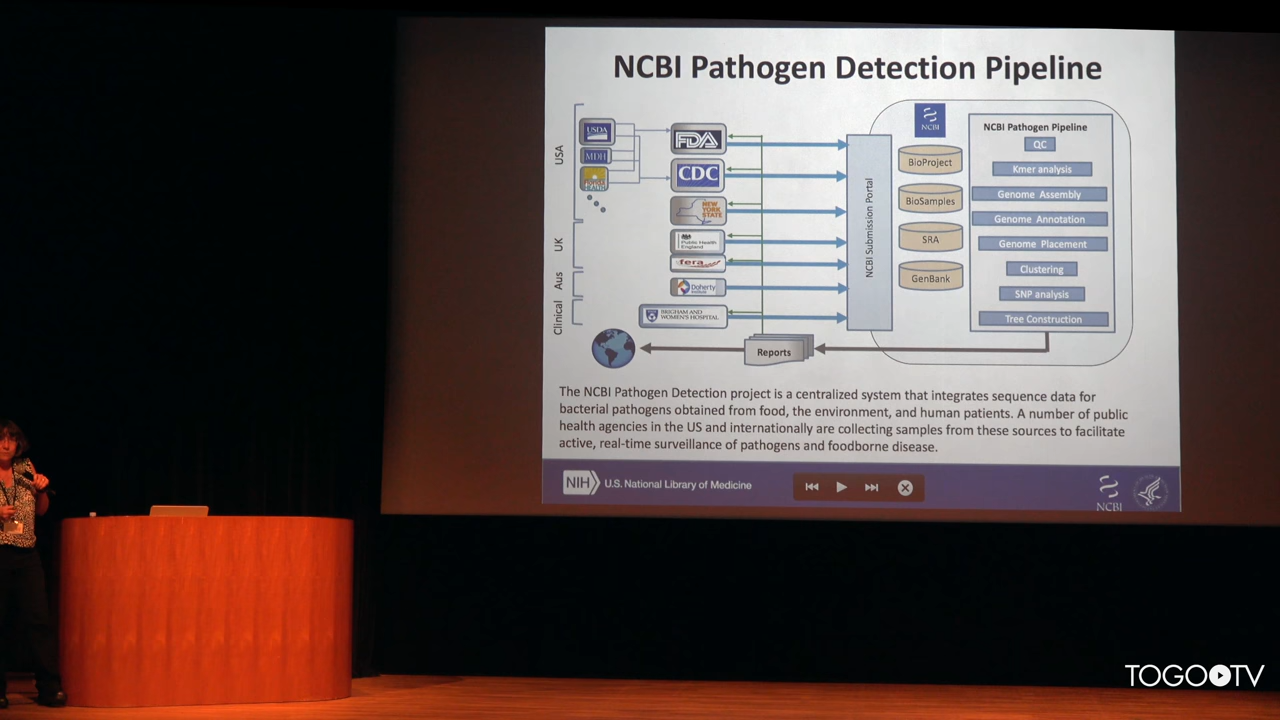 NCBI Pathogen Detection Pipeline
USA
USDA
MDH
HEALTH
UK
Aus
Clinical
FDA
CDC
NEW YORK
STATE
Public Health
England
fera
Doherty
Institute
BRIGHAM AND
WOMEN'S HOSPITAL
NCBI Submission Portal
NCBI
BioProject
BioSamples
SRA
GenBank
NCBI Pathogen Pipeline
QC
Kmer analysis
Genome Assembly
Genome Annotation
Genome Placement
Clustering
SNP analysis
Tree Construction
Reports
The NCBI Pathogen Detection project is a centralized system that integrates sequence data for
bacterial pathogens obtained from food, the environment, and human patients. A number of public
health agencies in the US and internationally are collecting samples from these sources to facilitate
active, real-time surveillance of pathogens and foodborne disease.
NIH
U.S. National Library of Medicine
NCBI
TOGO TV